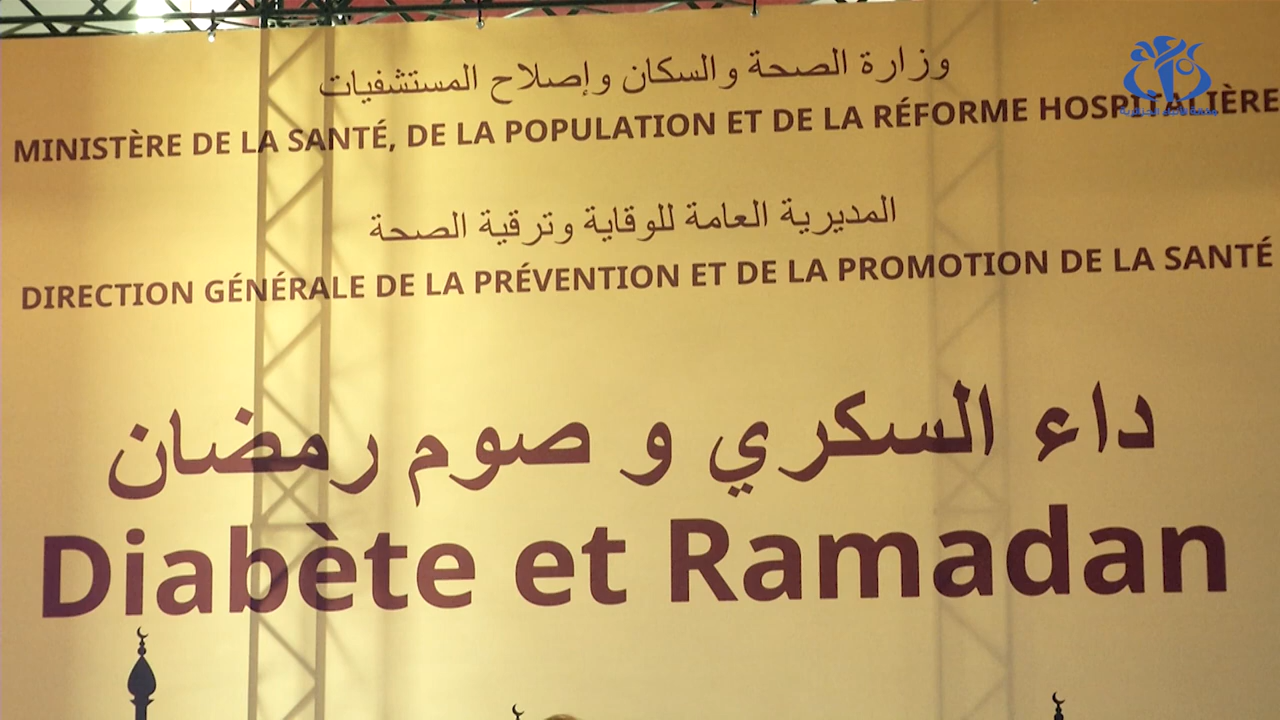 وزارة الصحة والسكان وإصلاح المستشفيات
MINISTÈRE DE LA SANTÉ, DE LA POPULATION ET DE LA RÉFORME HOSPITALIÈRE
المديرية العامة للوقاية وترقية الصحة
DIRECTION GÉNÉRALE DE LA PRÉVENTION ET DE LA PROMOTION DE LA SANTÉ
داء السكري و صوم رمضان
Diabète et Ramadan